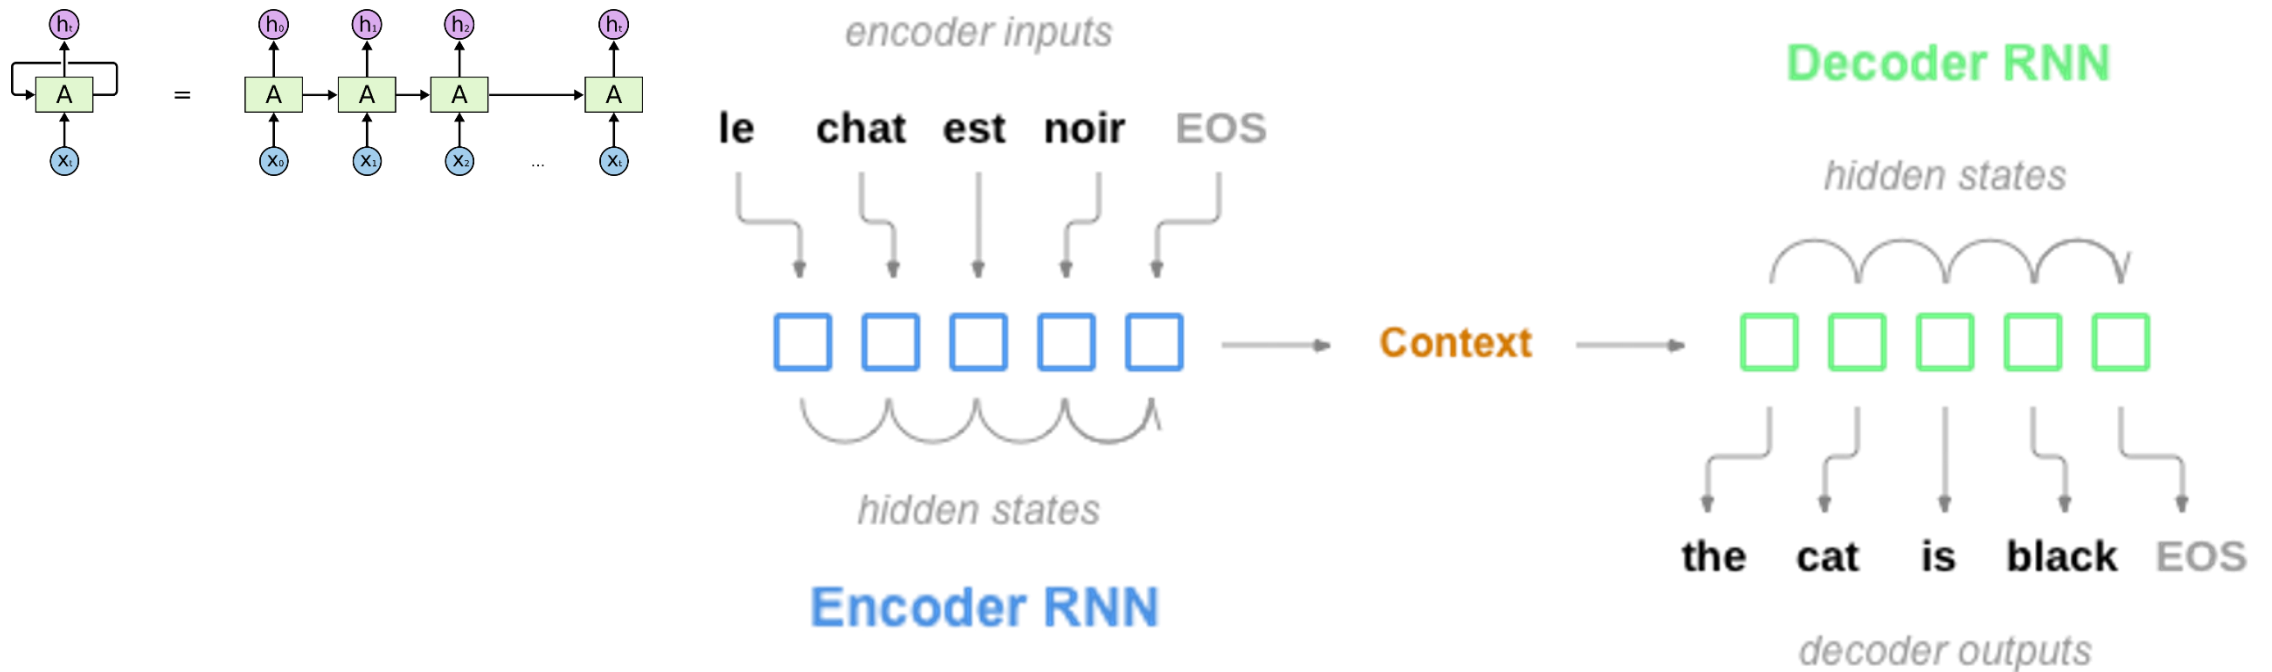 hₜ
A
xₜ
=
h₀ h₁ h₂ hₜ
A A A A
x₀ x₁ x₂ ... xₜ
encoder inputs
le chat est noir EOS
hidden states
Encoder RNN
Context
Decoder RNN
hidden states
the cat is black EOS
decoder outputs